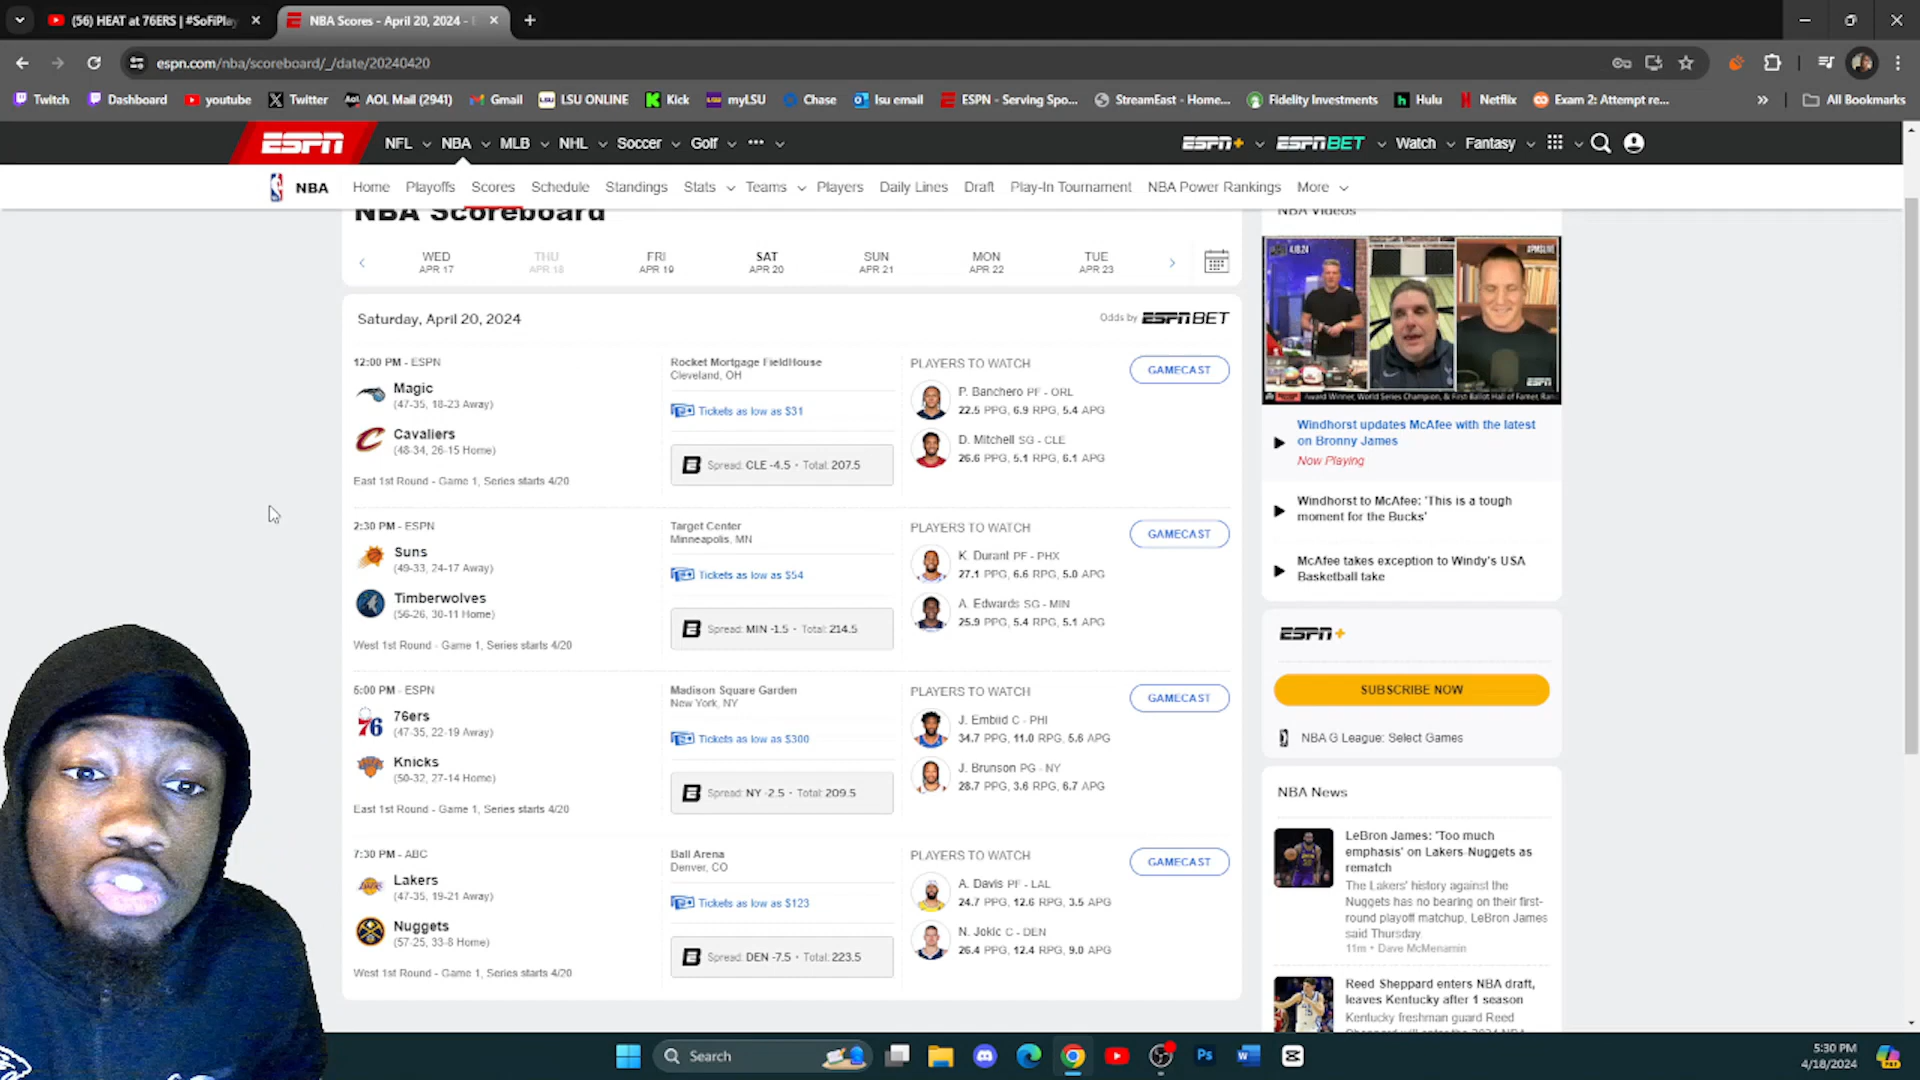 (56) HEAT at 76ERS | #SoFiPlay
NBA Scores - April 20, 2024 -
espn.com/nba/scoreboard/_/date/20240420
Twitch
Dashboard
youtube
Twitter
AOL Mail (2941)
Gmail
LSU ONLINE
Kick
myLSU
Chase
lsu email
ESPN - Serving Spo...
StreamEast - Home...
Fidelity Investments
Hulu
Netflix
Exam 2: Attempt re...
All Bookmarks
ESPN NFL NBA MLB NHL Soccer Golf ESPN+ ESPN BET Watch Fantasy
NBA Home Playoffs Scores Schedule Standings Stats Teams Players Daily Lines Draft Play-In Tournament NBA Power Rankings More
NBA Scoreboard
WED THU FRI SAT SUN MON TUE
APR 17 APR 18 APR 19 APR 20 APR 21 APR 22 APR 23
Saturday, April 20, 2024
Odds by ESPN BET
12:00 PM - ESPN
Magic
(47-35, 18-23 Away)
Cavaliers
(48-34, 26-15 Home)
East 1st Round - Game 1, Series starts 4/20
Rocket Mortgage FieldHouse
Cleveland, OH
Tickets as low as $31
Spread: CLE -4.5 • Total: 207.5
PLAYERS TO WATCH
P. Banchero PF - ORL
22.5 PPG, 6.9 RPG, 5.4 APG
D. Mitchell SG - CLE
26.6 PPG, 5.1 RPG, 6.1 APG
GAMECAST
2:30 PM - ESPN
Suns
(49-33, 24-17 Away)
Timberwolves
(56-26, 30-11 Home)
West 1st Round - Game 1, Series starts 4/20
Target Center
Minneapolis, MN
Tickets as low as $54
Spread: MIN -1.5 • Total: 214.5
PLAYERS TO WATCH
K. Durant PF - PHX
27.1 PPG, 6.6 RPG, 5.0 APG
A. Edwards SG - MIN
25.9 PPG, 5.4 RPG, 5.1 APG
GAMECAST
6:00 PM - ESPN
76ers
(47-35, 22-19 Away)
Knicks
(50-32, 27-14 Home)
East 1st Round - Game 1, Series starts 4/20
Madison Square Garden
New York, NY
Tickets as low as $300
Spread: NY -2.5 • Total: 209.5
PLAYERS TO WATCH
J. Embiid C - PHI
34.7 PPG, 11.0 RPG, 5.6 APG
J. Brunson PG - NY
28.7 PPG, 3.6 RPG, 6.7 APG
GAMECAST
7:30 PM - ABC
Lakers
(47-35, 19-21 Away)
Nuggets
(57-25, 33-8 Home)
West 1st Round - Game 1, Series starts 4/20
Ball Arena
Denver, CO
Tickets as low as $123
Spread: DEN -7.5 • Total: 223.5
PLAYERS TO WATCH
A. Davis PF - LAL
24.7 PPG, 12.6 RPG, 3.5 APG
N. Jokic C - DEN
26.4 PPG, 12.4 RPG, 9.0 APG
GAMECAST
NBA Videos
#PMSLIVE
Award Winner, World Series Champion, & First-Ballot Hall of Famer,
Windhorst updates McAfee with the latest
on Bronny James
Now Playing
Windhorst to McAfee: 'This is a tough
moment for the Bucks'
McAfee takes exception to Windy's USA
Basketball take
ESPN+
SUBSCRIBE NOW
NBA G League: Select Games
NBA News
LeBron James: 'Too much
emphasis' on Lakers-Nuggets as
rematch
The Lakers' history against the
Nuggets has no bearing on their first-
round playoff matchup, LeBron James
said Thursday.
11m • Dave McMenamin
Reed Sheppard enters NBA draft,
leaves Kentucky after 1 season
Kentucky freshman guard Reed
Search
5:30 PM
4/18/2024